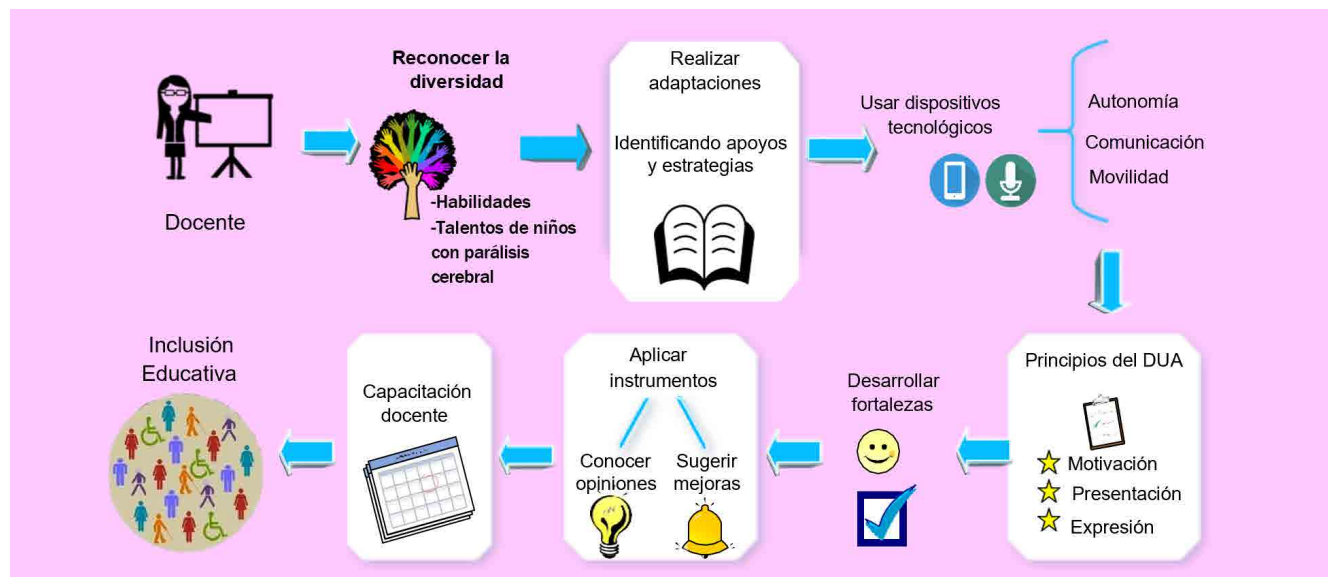 Docente
Reconocer la
diversidad
-Habilidades
-Talentos de niños
con parálisis
cerebral
Realizar
adaptaciones
Identificando apoyos
y estrategias
Usar dispositivos
tecnológicos
Autonomía
Comunicación
Movilidad
Principios del DUA
Motivación
Presentación
Expresión
Desarrollar
fortalezas
Aplicar
instrumentos
Conocer
opiniones
Sugerir
mejoras
Capacitación
docente
Inclusión
Educativa